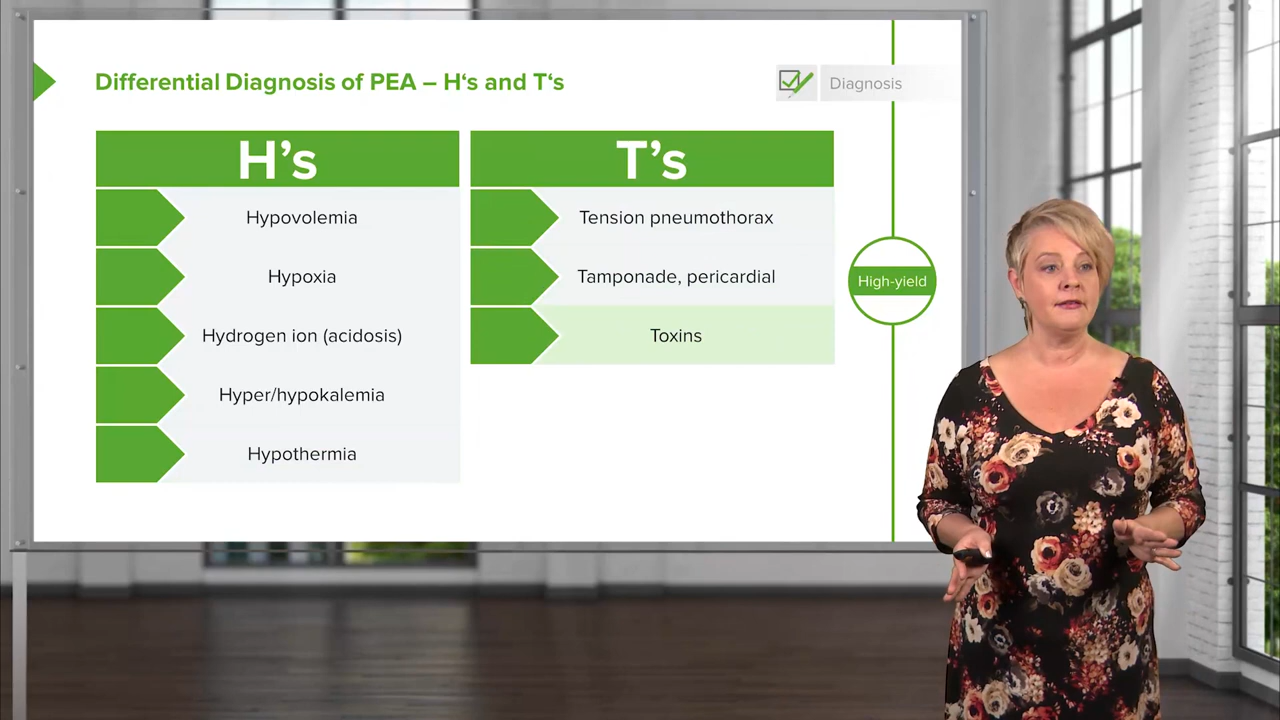 Differential Diagnosis of PEA – H‘s and T‘s
Diagnosis
H’s
Hypovolemia
Hypoxia
Hydrogen ion (acidosis)
Hyper/hypokalemia
Hypothermia
T’s
Tension pneumothorax
Tamponade, pericardial
Toxins
High-yield